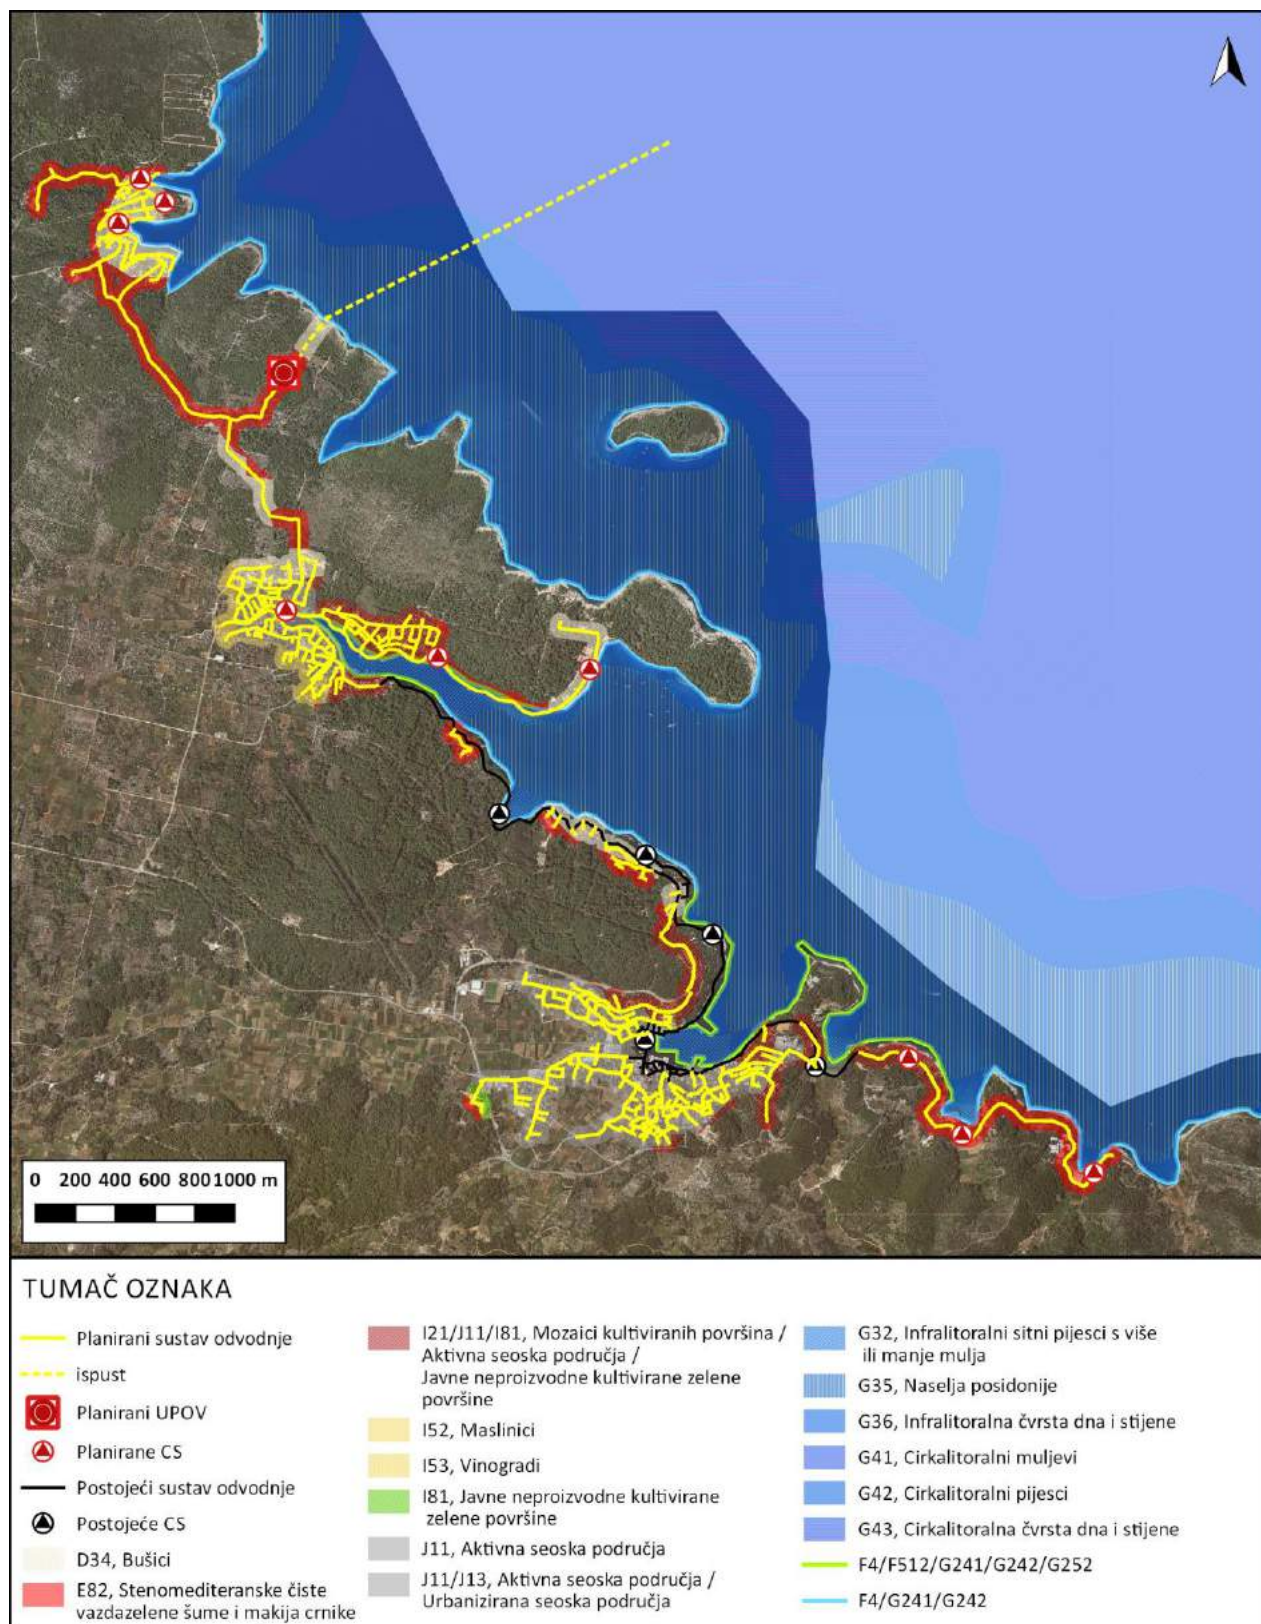 0 200 400 600 800 1000 m
TUMAČ OZNAKA
Planirani sustav odvodnje
ispust
Planirani UPOV
Planirane CS
Postojeći sustav odvodnje
Postojeće CS
D34, Bušici
E82, Stenomediteranske čiste
vazdazelene šume i makija crnike
I21/J11/I81, Mozaici kultiviranih površina /
Aktivna seoska područja /
Javne neproizvodne kultivirane zelene
površine
I52, Maslinici
I53, Vinogradi
I81, Javne neproizvodne kultivirane
zelene površine
J11, Aktivna seoska područja
J11/J13, Aktivna seoska područja /
Urbanizirana seoska područja
G32, Infralitoralni sitni pijesci s više
ili manje mulja
G35, Naselja posidonije
G36, Infralitoralna čvrsta dna i stijene
G41, Cirkalitoralni muljevi
G42, Cirkalitoralni pijesci
G43, Cirkalitoralna čvrsta dna i stijene
F4/F512/G241/G242/G252
F4/G241/G242